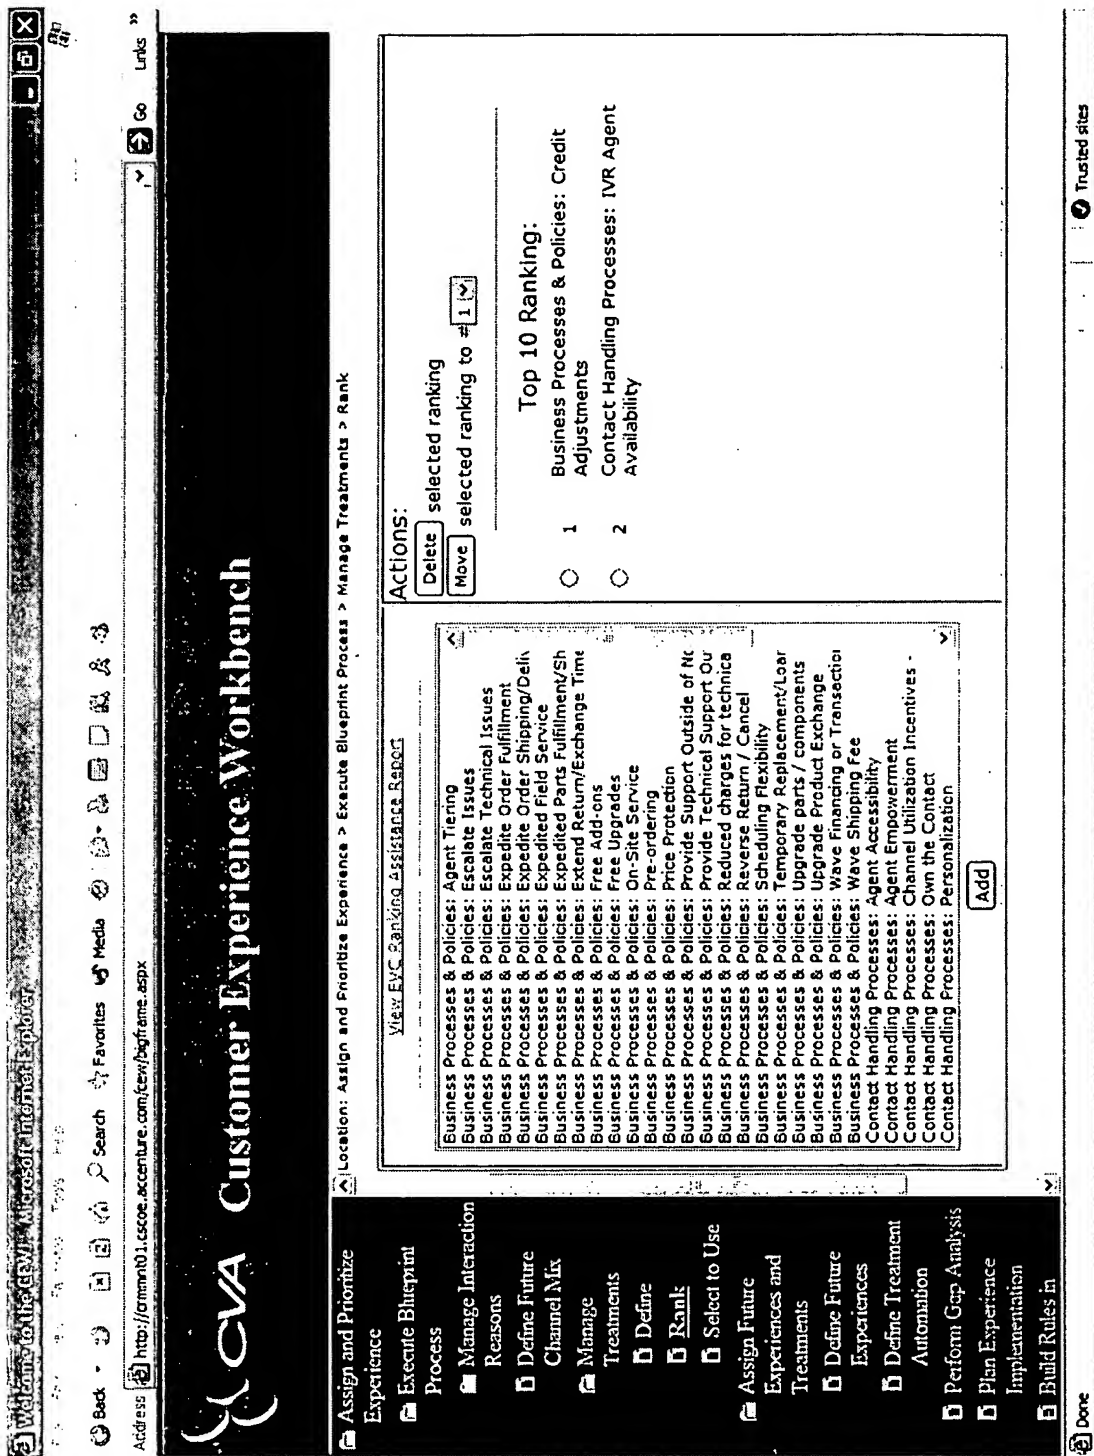 Welcome to the CEW! - Microsoft Internet Explorer
Back
Search
Favorites
Media
Address http://crmmnt01.cscoe.accenture.com/cew/bigframe.aspx
Go
Links »
CVA Customer Experience Workbench
Assign and Prioritize
Experience
Execute Blueprint
Process
Manage Interaction
Reasons
Define Future
Channel Mix
Manage
Treatments
Define
Rank
Select to Use
Assign Future
Experiences and
Treatments
Define Future
Experiences
Define Treatment
Automation
Perform Gap Analysis
Plan Experience
Implementation
Build Rules in
Location: Assign and Prioritize Experience > Execute Blueprint Process > Manage Treatments > Rank
View EVC Ranking Assistance Report
Business Processes & Policies: Agent Tiering
Business Processes & Policies: Escalate Issues
Business Processes & Policies: Escalate Technical Issues
Business Processes & Policies: Expedite Order Fulfillment
Business Processes & Policies: Expedite Order Shipping/Deliv
Business Processes & Policies: Expedited Field Service
Business Processes & Policies: Expedited Parts Fulfillment/Sh
Business Processes & Policies: Extend Return/Exchange Time
Business Processes & Policies: Free Add-ons
Business Processes & Policies: Free Upgrades
Business Processes & Policies: On-Site Service
Business Processes & Policies: Pre-ordering
Business Processes & Policies: Price Protection
Business Processes & Policies: Provide Support Outside of No
Business Processes & Policies: Provide Technical Support Ou
Business Processes & Policies: Reduced charges for technica
Business Processes & Policies: Reverse Return / Cancel
Business Processes & Policies: Scheduling Flexibility
Business Processes & Policies: Temporary Replacement/Loan
Business Processes & Policies: Upgrade parts / components
Business Processes & Policies: Upgrade Product Exchange
Business Processes & Policies: Wave Financing or Transaction
Business Processes & Policies: Wave Shipping Fee
Contact Handling Processes: Agent Accessibility
Contact Handling Processes: Agent Empowerment
Contact Handling Processes: Channel Utilization Incentives -
Contact Handling Processes: Own the Contact
Contact Handling Processes: Personalization
Add
Actions:
Delete selected ranking
Move selected ranking to # 1
Top 10 Ranking:
1 Business Processes & Policies: Credit
Adjustments
2 Contact Handling Processes: IVR Agent
Availability
Done
Trusted sites